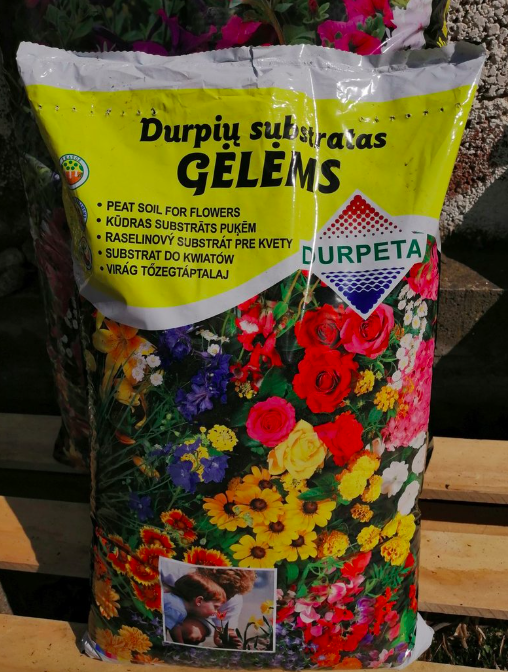 Durpių substratas
GĖLĖMS
• PEAT SOIL FOR FLOWERS
• KŪDRAS SUBSTRĀTS PUĶĒM
• RASELINOVÝ SUBSTRÁT PRE KVETY
• SUBSTRAT DO KWIATÓW
• VIRÁG TŐZEGTÁPTALAJ
DURPETA